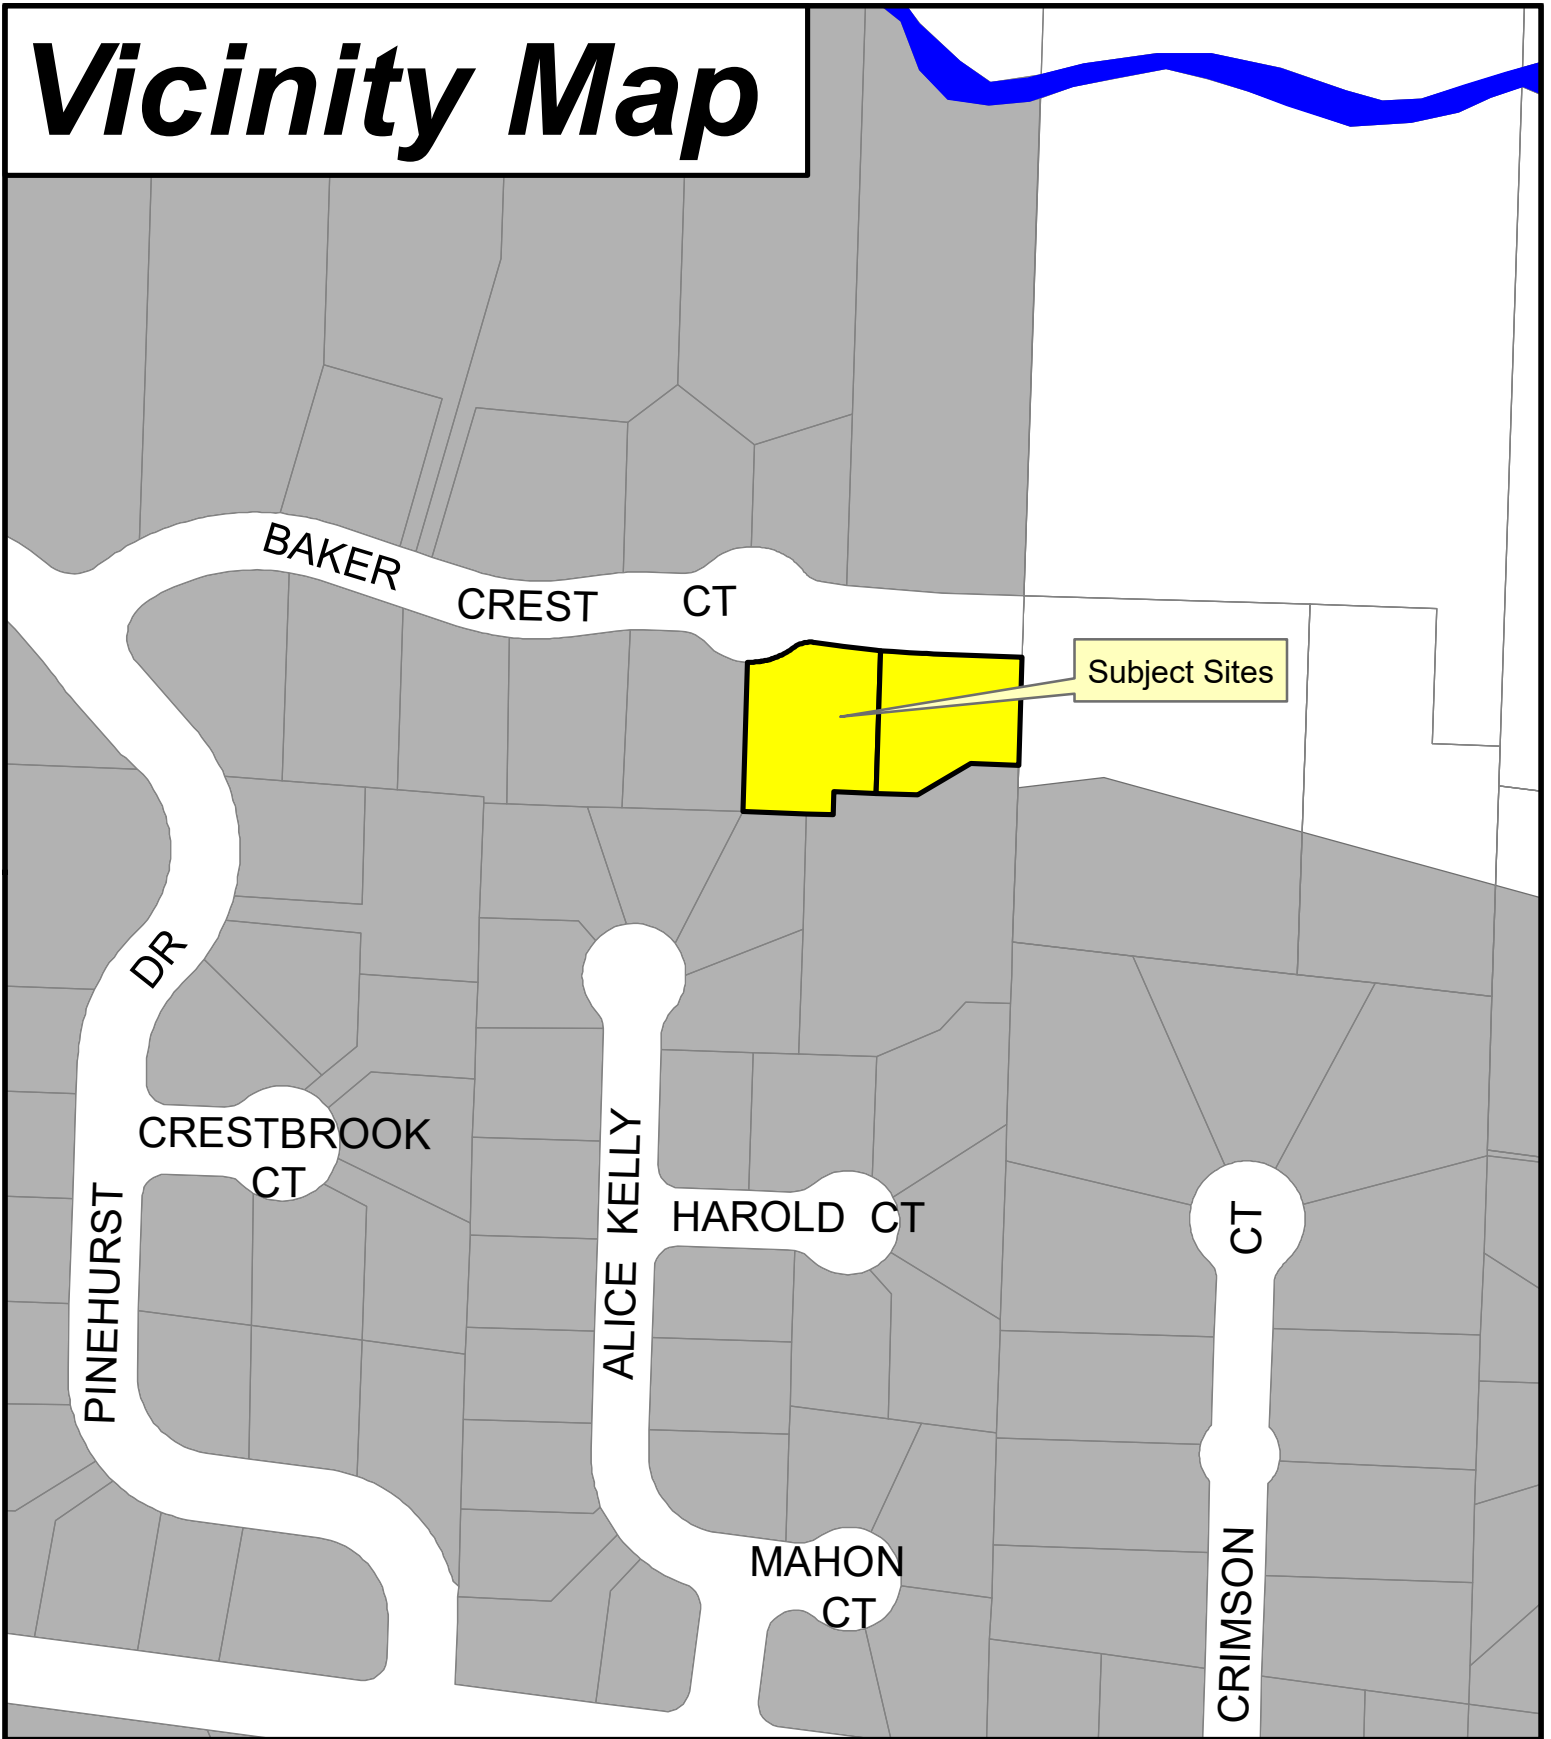 Vicinity Map
BAKER
CREST
CT
Subject Sites
DR
CRESTBROOK
CT
PINEHURST
ALICE KELLY
HAROLD CT
CT
MAHON
CT
CRIMSON